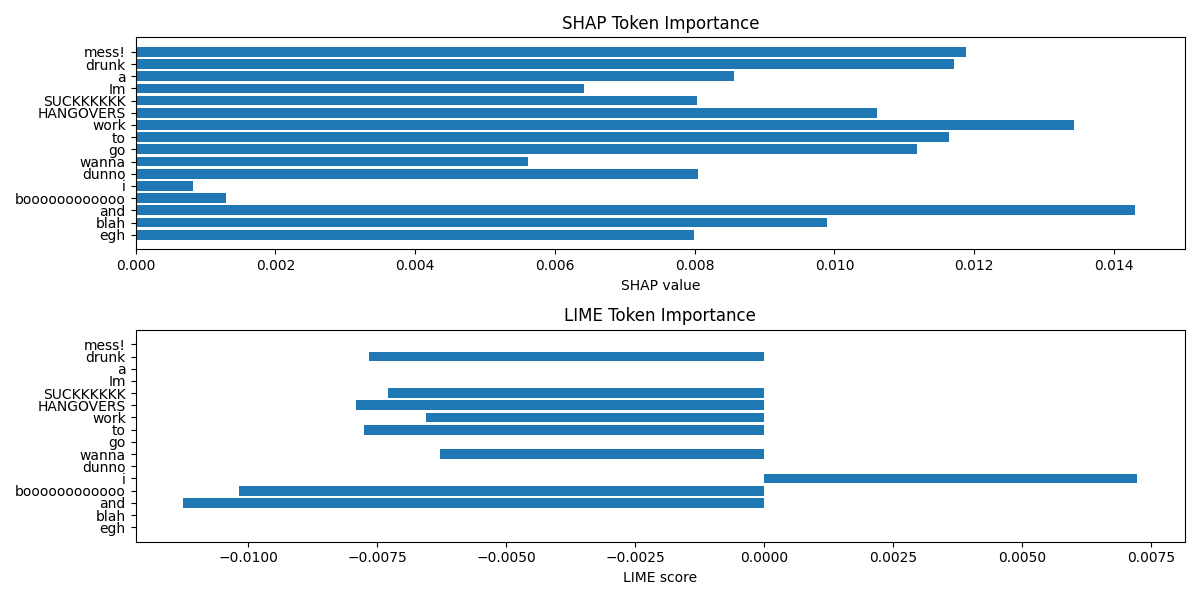 SHAP Token Importance
mess!
drunk
a
Im
SUCKKKKKK
HANGOVERS
work
to
go
wanna
dunno
i
booooooooooooo
and
blah
egh
0.000 0.002 0.004 0.006 0.008 0.010 0.012 0.014
SHAP value
LIME Token Importance
mess!
drunk
a
Im
SUCKKKKKK
HANGOVERS
work
to
go
wanna
dunno
i
booooooooooooo
and
blah
egh
−0.0100 −0.0075 −0.0050 −0.0025 0.0000 0.0025 0.0050 0.0075
LIME score